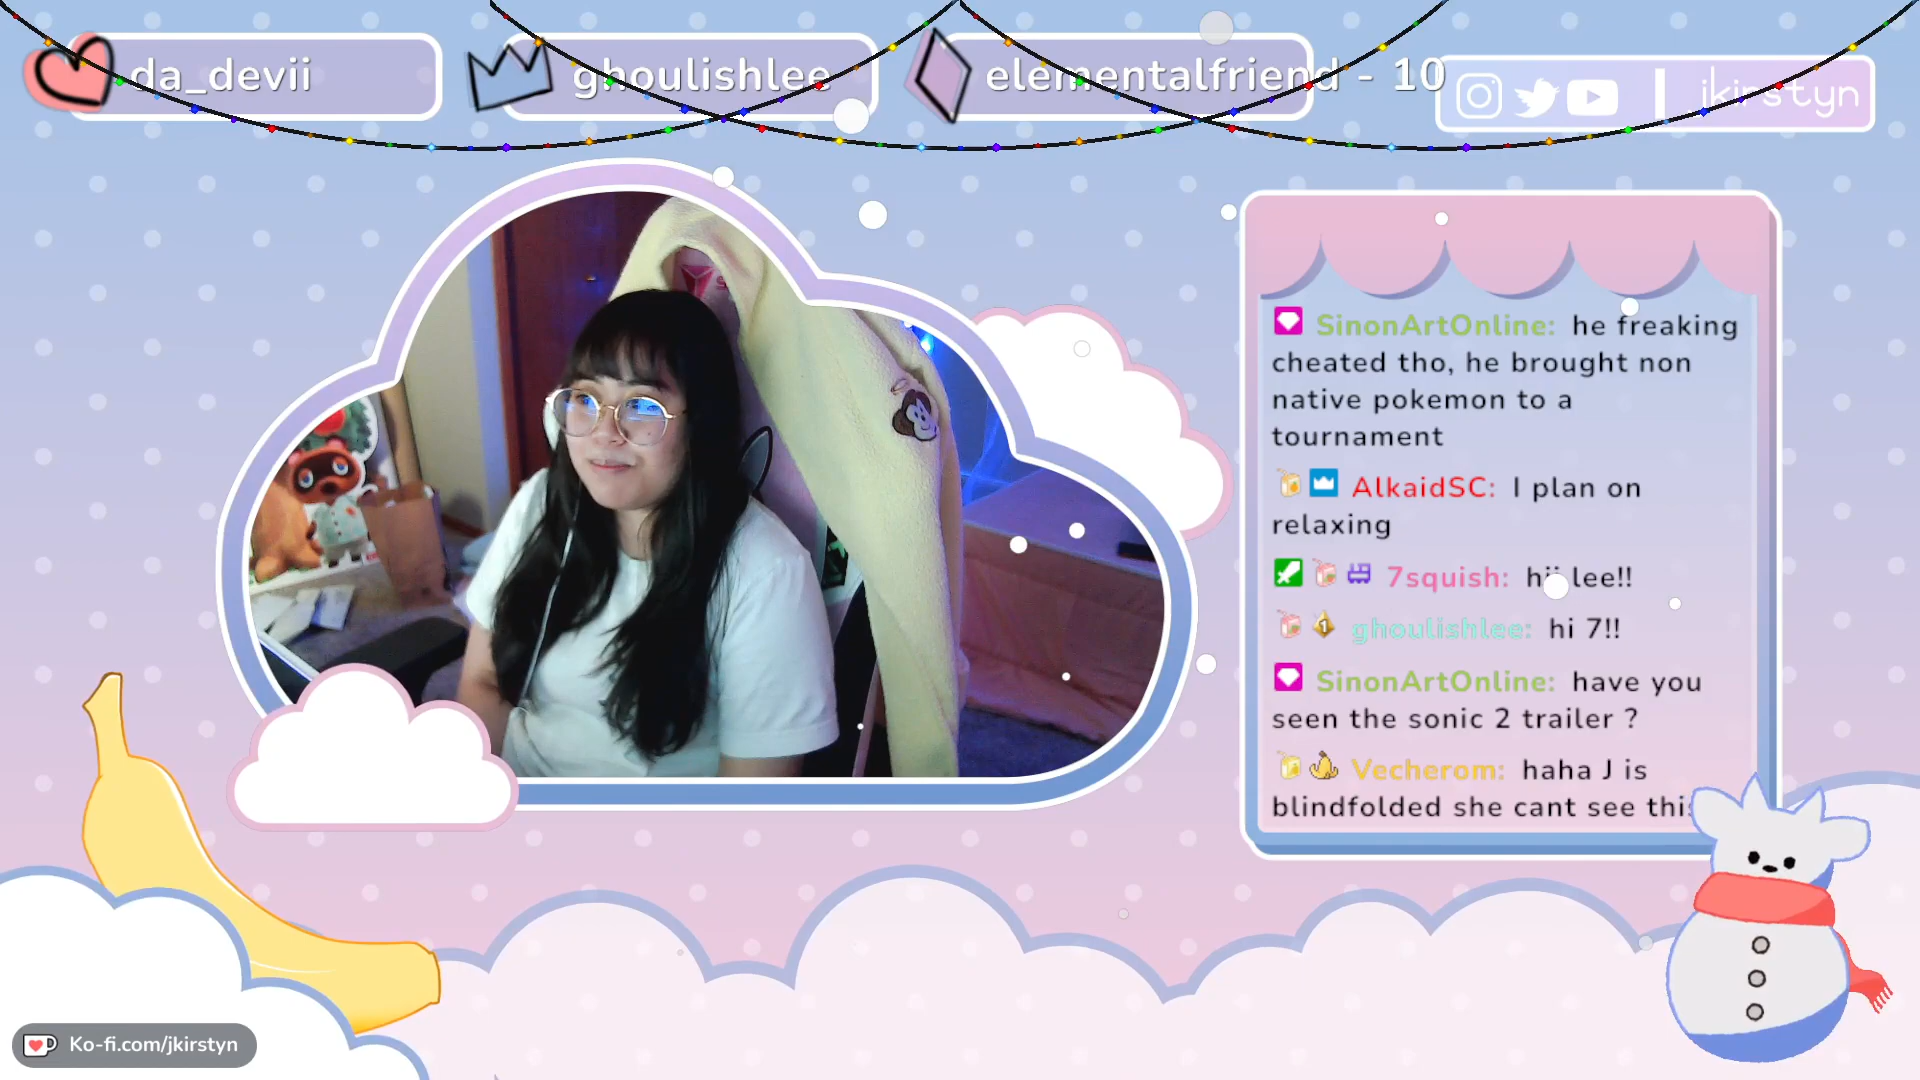 da_devii
ghoulishlee
elementalfriend - 10
jkirstyn
SinonArtOnline: he freaking
cheated tho, he brought non
native pokemon to a
tournament
AlkaidSC: I plan on
relaxing
7squish: hii lee!!
1
ghoulishlee: hi 7!!
SinonArtOnline: have you
seen the sonic 2 trailer ?
Vecherom: haha J is
blindfolded she cant see this
Ko-fi.com/jkirstyn